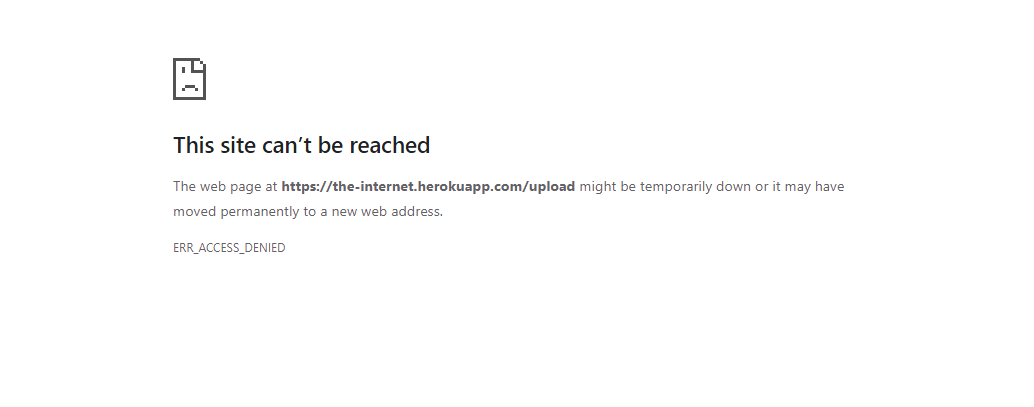 This site can’t be reached
The web page at https://the-internet.herokuapp.com/upload might be temporarily down or it may have
moved permanently to a new web address.
ERR_ACCESS_DENIED